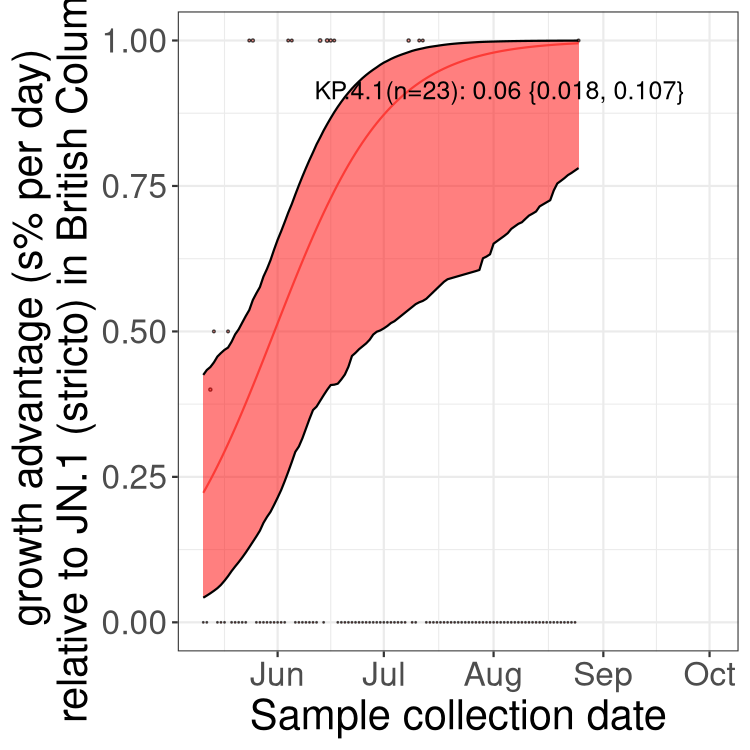 growth advantage (s% per day)
relative to JN.1 (stricto) in British Colum
1.00
0.75
0.50
0.25
0.00
KP.4.1(n=23): 0.06 {0.018, 0.107}
Jun Jul Aug Sep Oct
Sample collection date